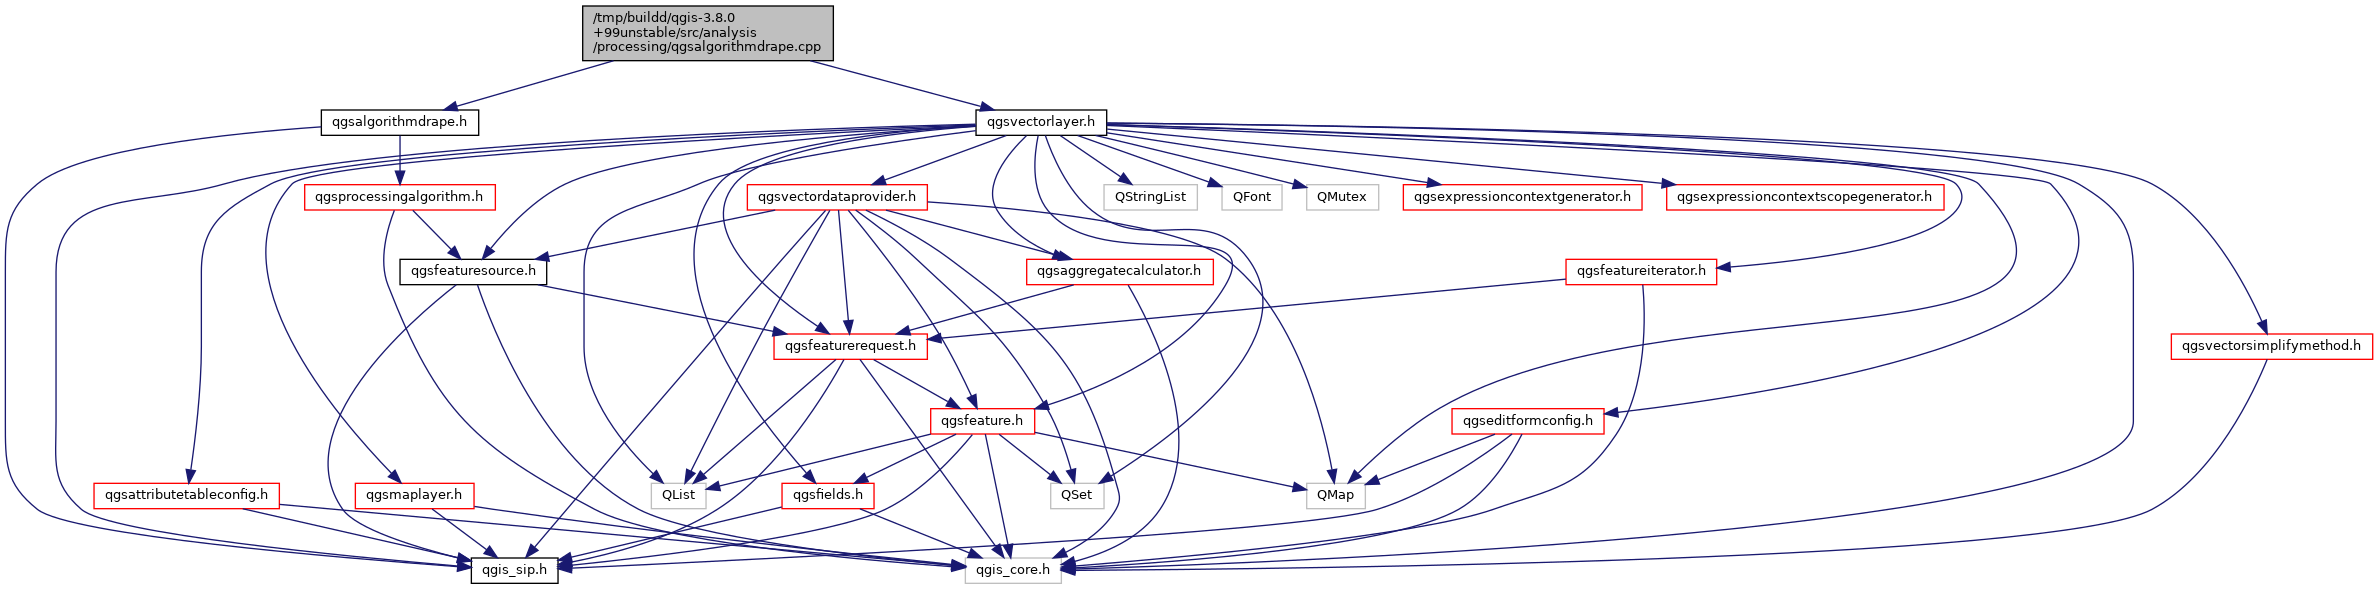 /tmp/buildd/qgis-3.8.0
+99unstable/src/analysis
/processing/qgsalgorithmdrape.cpp
qgsalgorithmdrape.h
qgsvectorlayer.h
qgsprocessingalgorithm.h
qgsvectordataprovider.h
QStringList
QFont
QMutex
qgsexpressioncontextgenerator.h
qgsexpressioncontextscopegenerator.h
qgsfeaturesource.h
qgsaggregatecalculator.h
qgsfeatureiterator.h
qgsfeaturerequest.h
qgsvectorsimplifymethod.h
qgsfeature.h
qgseditformconfig.h
qgsattributetableconfig.h
qgsmaplayer.h
QList
qgsfields.h
QSet
QMap
qgis_sip.h
qgis_core.h